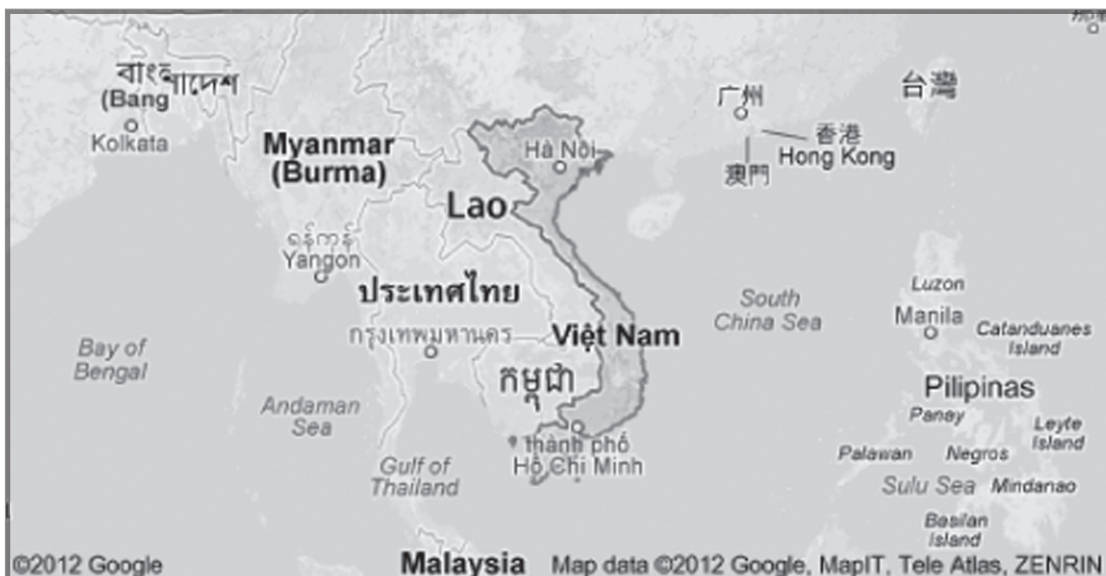 বাংলাদেশ
(Bang
Kolkata
Myanmar
(Burma)
Hà Nội
广州
台灣
香港
Hong Kong
澳門
Lao
ရန်ကုန်
Yangon
ประเทศไทย
กรุงเทพมหานคร
Việt Nam
កម្ពុជា
South
China Sea
Luzon
Manila
Catanduanes
Island
Bay of
Bengal
Andaman
Sea
Pilipinas
Panay
Leyte
Island
thành phố
Hồ Chí Minh
Palawan
Negros
Gulf of
Thailand
Sulu Sea
Mindanao
Basilan
Island
©2012 Google
Malaysia
Map data ©2012 Google, MapIT, Tele Atlas, ZENRIN